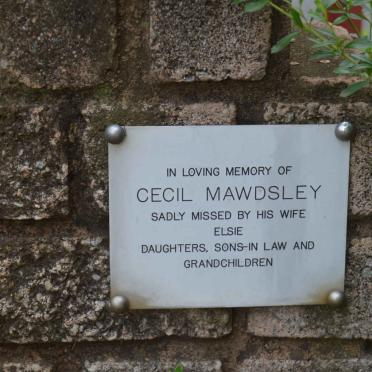 IN LOVING MEMORY OF
CECIL MAWDSLEY
SADLY MISSED BY HIS WIFE
ELSIE
DAUGHTERS, SONS-IN LAW AND
GRANDCHILDREN